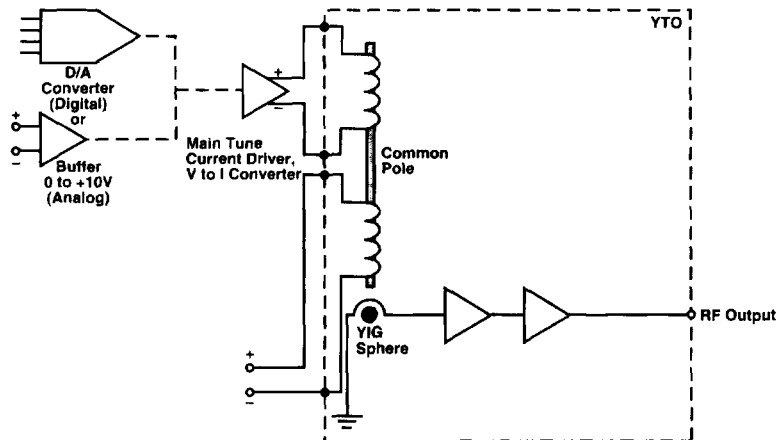 YTO
D/A
Converter
(Digital)
or
+
−
Buffer
0 to +10V
(Analog)
+
−
Main Tune
Current Driver,
V to I Converter
Common
Pole
YIG
Sphere
RF Output
+
−